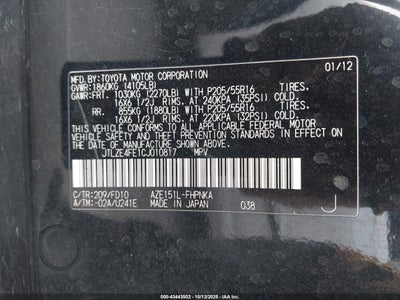 01/12
MFD.BY:TOYOTA MOTOR CORPORATION
GVWR:1860KG (4105LB)
GAWR:FRT. 1030KG (2270LB)WITH P205/55R16 TIRES,
16X6 1/2J RIMS, AT 240KPA (35PSI) COLD.
RR. 855KG (1880LB)WITH P205/55R16 TIRES,
16X6 1/2J RIMS, AT 220KPA (32PSI) COLD.
THIS VEHICLE CONFORMS TO ALL APPLICABLE FEDERAL MOTOR
VEHICLE SAFETY, BUMPER, AND THEFT PREVENTION STANDARDS
IN EFFECT ON THE DATE OF MANUFACTURE SHOWN ABOVE.
JTLZE4FE1CJ010817 MPV
C/TR:209/FD10 AZE151L-FHPNKA
A/TM:-02A/U241E MADE IN JAPAN 038 J
000-43443502 - 10/13/2025 - IAAI